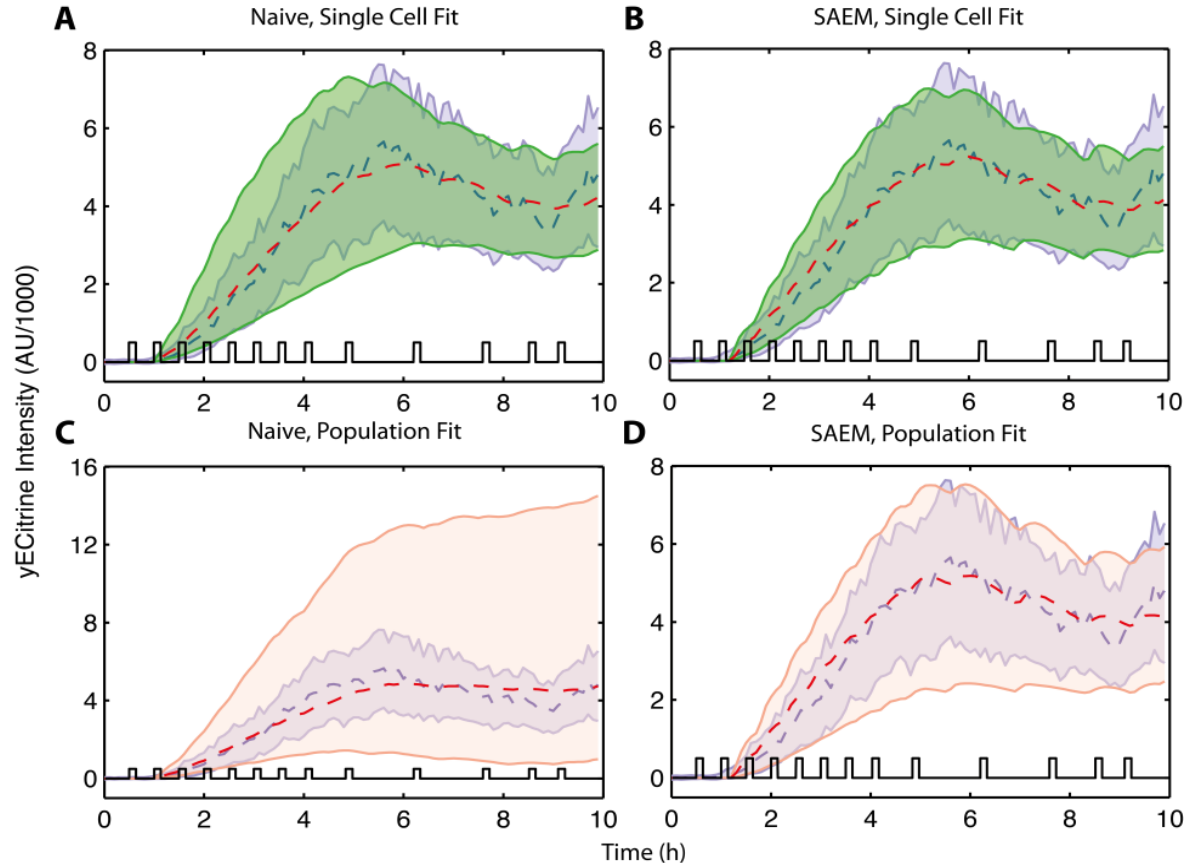 A Naive, Single Cell Fit
B SAEM, Single Cell Fit
8
6
4
2
0
0 2 4 6 8 10
8
6
4
2
0
0 2 4 6 8 10
C Naive, Population Fit
D SAEM, Population Fit
16
12
8
4
0
0 2 4 6 8 10
8
6
4
2
0
0 2 4 6 8 10
yECitrine Intensity (AU/1000)
Time (h)